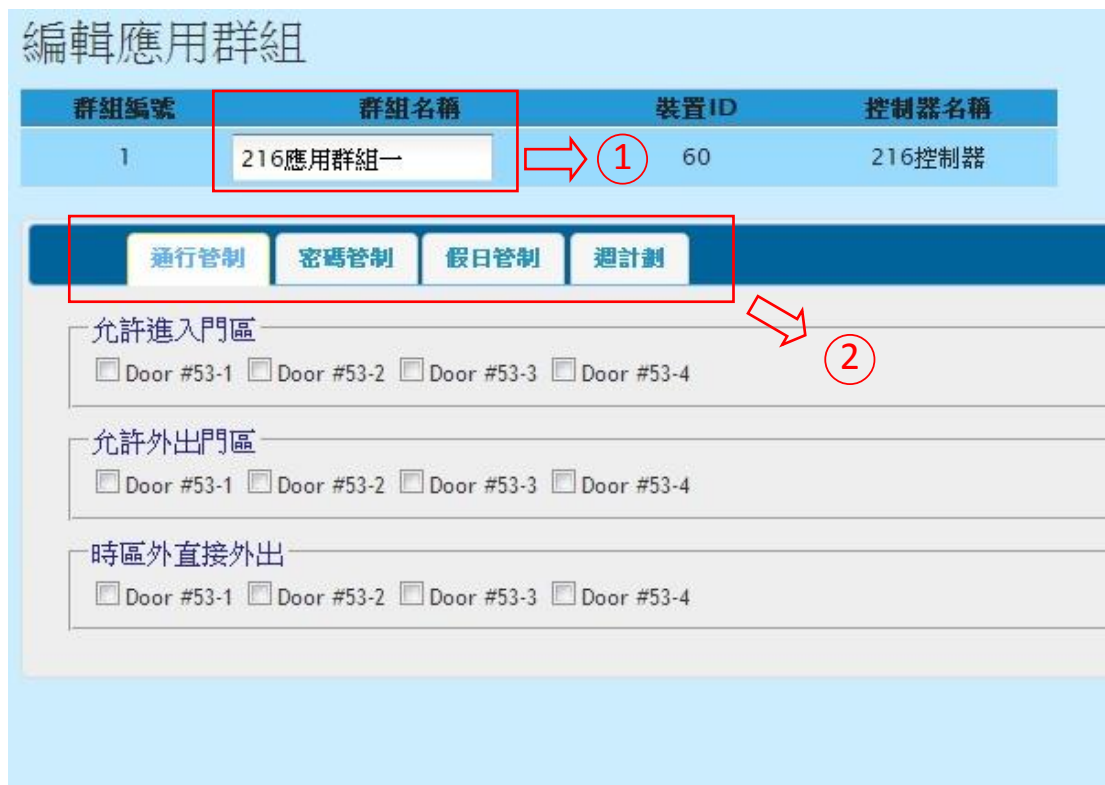 編輯應用群組
群組編號 群組名稱 裝置ID 控制器名稱
1 216應用群組一 ① 60 216控制器
通行管制 密碼管制 假日管制 週計劃
允許進入門區 ②
Door #53-1 Door #53-2 Door #53-3 Door #53-4
允許外出門區
Door #53-1 Door #53-2 Door #53-3 Door #53-4
時區外直接外出
Door #53-1 Door #53-2 Door #53-3 Door #53-4